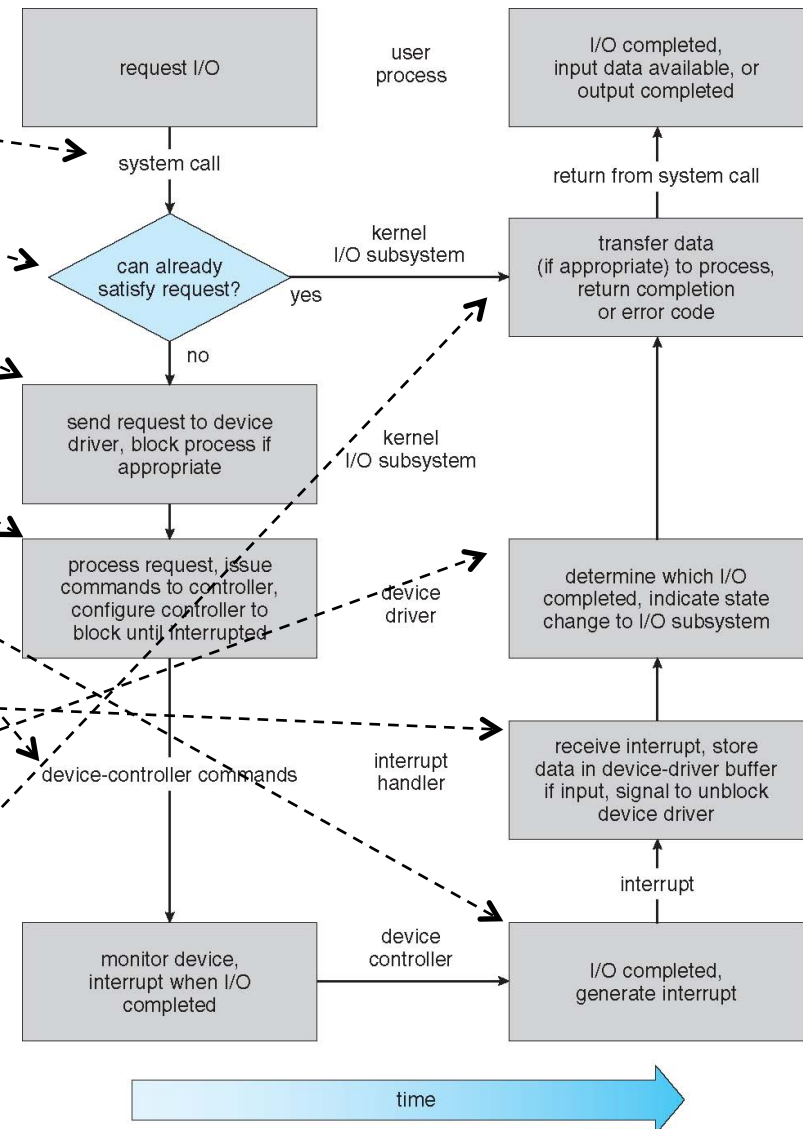 request I/O
user
process
I/O completed,
input data available, or
output completed
system call
return from system call
can already
satisfy request?
yes
no
kernel
I/O subsystem
transfer data
(if appropriate) to process,
return completion
or error code
send request to device
driver, block process if
appropriate
kernel
I/O subsystem
process request, issue
commands to controller,
configure controller to
block until interrupted
device
driver
determine which I/O
completed, indicate state
change to I/O subsystem
device-controller commands
interrupt
handler
receive interrupt, store
data in device-driver buffer
if input, signal to unblock
device driver
interrupt
monitor device,
interrupt when I/O
completed
device
controller
I/O completed,
generate interrupt
time